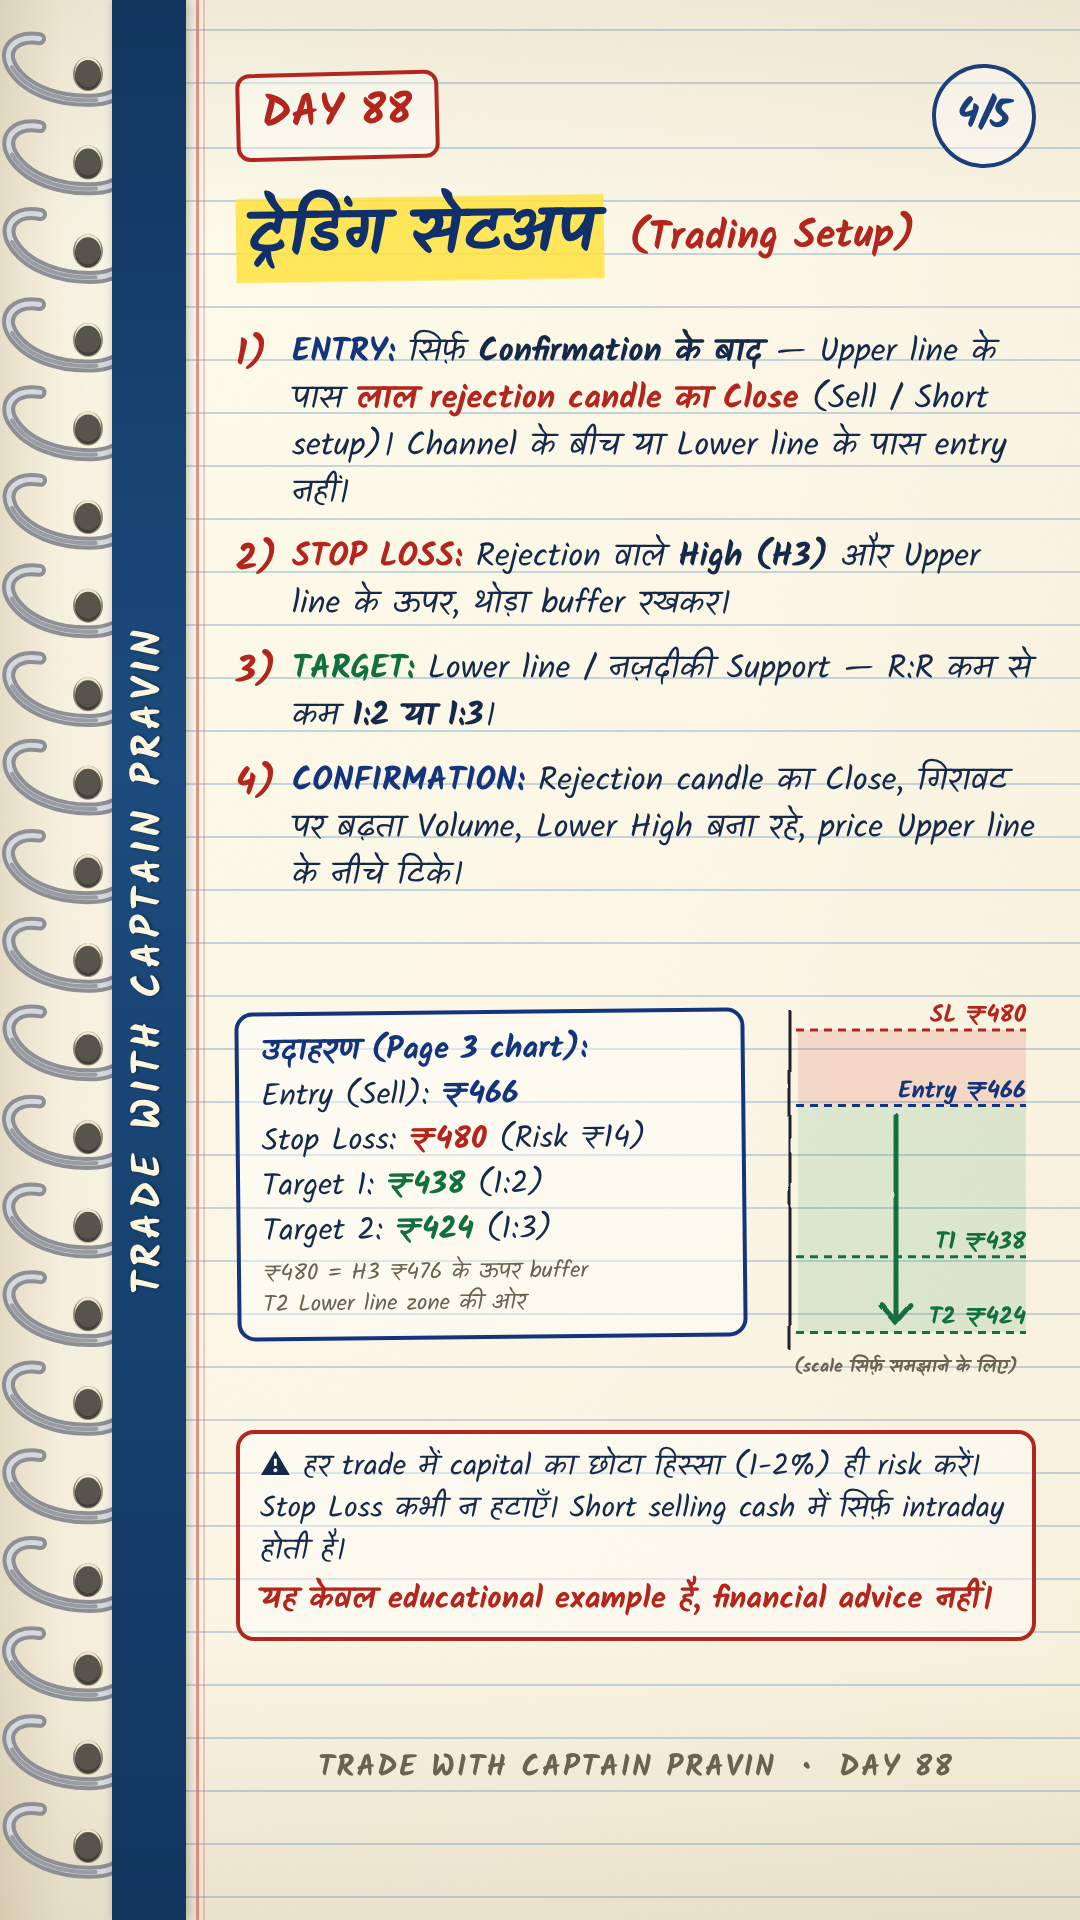 DAY 88
4/5
ट्रेडिंग सेटअप (Trading Setup)
1) ENTRY: सिर्फ़ Confirmation के बाद — Upper line के
पास लाल rejection candle का Close (Sell / Short
setup)। Channel के बीच या Lower line के पास entry
नहीं।
2) STOP LOSS: Rejection वाले High (H3) और Upper
line के ऊपर, थोड़ा buffer रखकर।
3) TARGET: Lower line / नज़दीकी Support — R:R कम से
कम 1:2 या 1:3।
4) CONFIRMATION: Rejection candle का Close, गिरावट
पर बढ़ता Volume, Lower High बना रहे, price Upper line
के नीचे टिके।
उदाहरण (Page 3 chart):
Entry (Sell): ₹466
Stop Loss: ₹480 (Risk ₹14)
Target 1: ₹438 (1:2)
Target 2: ₹424 (1:3)
₹480 = H3 ₹476 के ऊपर buffer
T2 Lower line zone की ओर
SL ₹480
Entry ₹466
T1 ₹438
T2 ₹424
(scale सिर्फ़ समझाने के लिए)
⚠ हर trade में capital का छोटा हिस्सा (1-2%) ही risk करें।
Stop Loss कभी न हटाएँ। Short selling cash में सिर्फ़ intraday
होती है।
यह केवल educational example है, financial advice नहीं।
TRADE WITH CAPTAIN PRAVIN · DAY 88
TRADE WITH CAPTAIN PRAVIN